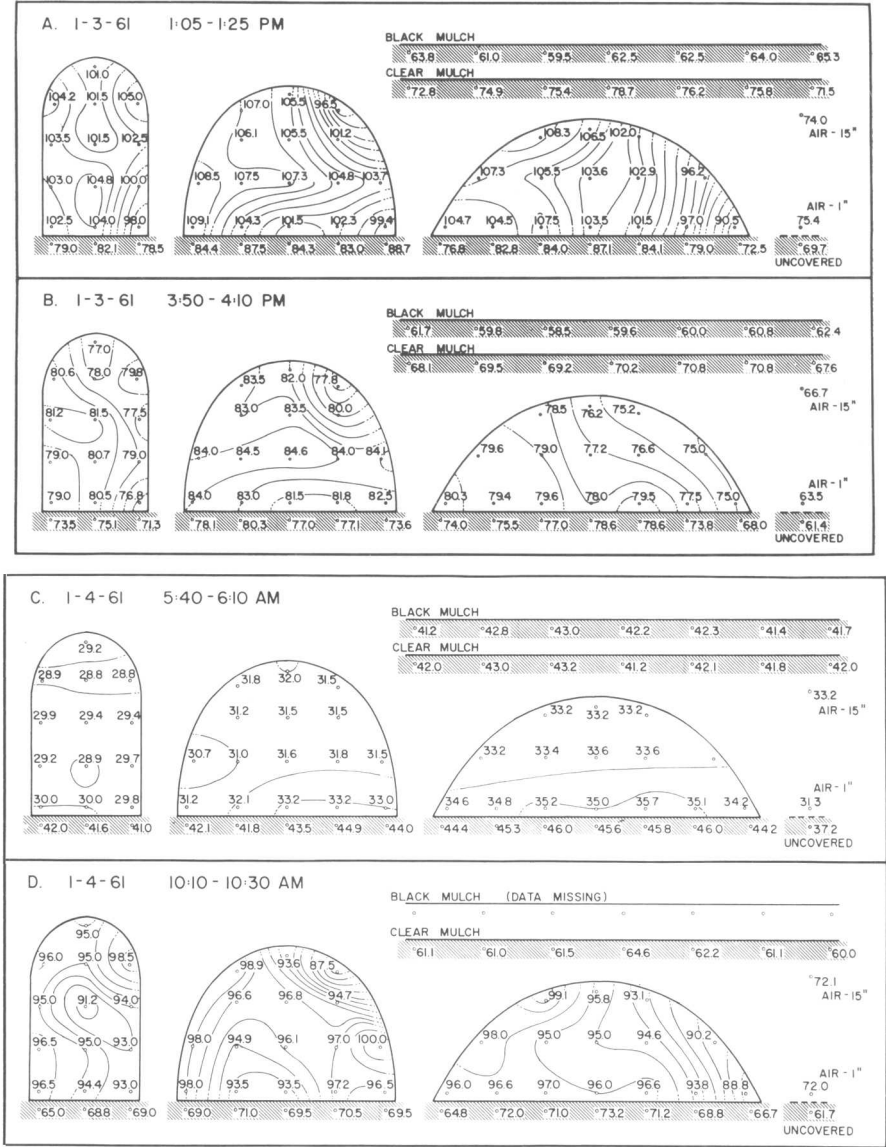 A. 1-3-61 1:05-1:25 PM
BLACK MULCH
°63.8 °61.0 °59.5 °62.5 °62.5 °64.0 °65.3
CLEAR MULCH
°72.8 °74.9 °75.4 °78.7 °76.2 °75.8 °71.5
101.0
104.2 101.5 105.0
103.5 101.5 102.5
103.0 104.8 100.0
102.5 104.0 98.0
°79.0 °82.1 °78.5
107.0 105.5 96.5
106.1 105.5 101.2
108.5 107.5 107.3 104.8 103.7
109.1 104.3 101.5 102.3 99.4
°84.4 °87.5 °84.3 °83.0 °88.7
108.3 106.5 102.0
107.3 105.5 103.6 102.9 96.2
104.7 104.5 107.5 103.5 101.5 97.0 90.5
°76.8 °82.8 °84.0 °87.1 °84.1 °79.0 °72.5
°74.0
AIR-15"
AIR-1"
75.4
°69.7
UNCOVERED
B. 1-3-61 3:50-4:10 PM
BLACK MULCH
°61.7 °59.8 °58.5 °59.6 °60.0 °60.8 °62.4
CLEAR MULCH
°68.1 °69.5 °69.2 °70.2 °70.8 °70.8 °67.6
77.0
80.6 78.0 79.8
81.2 81.5 77.5
79.0 80.7 79.0
79.0 80.5 76.8
°73.5 °75.1 °71.3
83.5 82.0 77.8
83.0 83.5 80.0
84.0 84.5 84.6 84.0 84.1
84.0 83.0 81.5 81.8 82.5
°78.1 °80.3 °77.0 °77.1 °73.6
78.5 76.2 75.2
79.6 79.0 77.2 76.6 75.0
80.3 79.4 79.6 78.0 79.5 77.5 75.0
°74.0 °75.5 °77.0 °78.6 °78.6 °73.8 °68.0
°66.7
AIR-15"
AIR-1"
63.5
°61.4
UNCOVERED
C. 1-4-61 5:40-6:10 AM
BLACK MULCH
°41.2 °42.8 °43.0 °42.2 °42.3 °41.4 °41.7
CLEAR MULCH
°42.0 °43.0 °43.2 °41.2 °42.1 °41.8 °42.0
29.2
28.9 28.8 28.8
29.9 29.4 29.4
29.2 28.9 29.7
30.0 30.0 29.8
°42.0 °41.6 °41.0
31.8 32.0 31.5
31.2 31.5 31.5
30.7 31.0 31.6 31.8 31.5
31.2 32.1 33.2 33.2 33.0
°42.1 °41.8 °43.5 °44.9 °44.0
33.2 33.2 33.2
33.2 33.4 33.6 33.6
34.6 34.8 35.2 35.0 35.7 35.1 34.2
°44.4 °45.3 °46.0 °45.6 °45.8 °46.0 °44.2
°33.2
AIR-15"
AIR-1"
31.3
°37.2
UNCOVERED
D. 1-4-61 10:10-10:30 AM
BLACK MULCH (DATA MISSING)
CLEAR MULCH
°61.1 °61.0 °61.5 °64.6 °62.2 °61.1 °60.0
95.0
96.0 95.0 98.5
95.0 91.2 94.0
96.5 95.0 93.0
96.5 94.4 93.0
°65.0 °68.8 °69.0
98.9 93.6 87.5
96.6 96.8 94.7
98.0 94.9 96.1 97.0 100.0
98.0 93.5 93.5 97.2 96.5
°69.0 °71.0 °69.5 °70.5 °69.5
99.1 95.8 93.1
98.0 95.0 95.0 94.6 90.2
96.0 96.6 97.0 96.0 96.6 93.8 88.8
°64.8 °72.0 °71.0 °73.2 °71.2 °68.8 °66.7
°72.1
AIR-15"
AIR-1"
72.0
°61.7
UNCOVERED